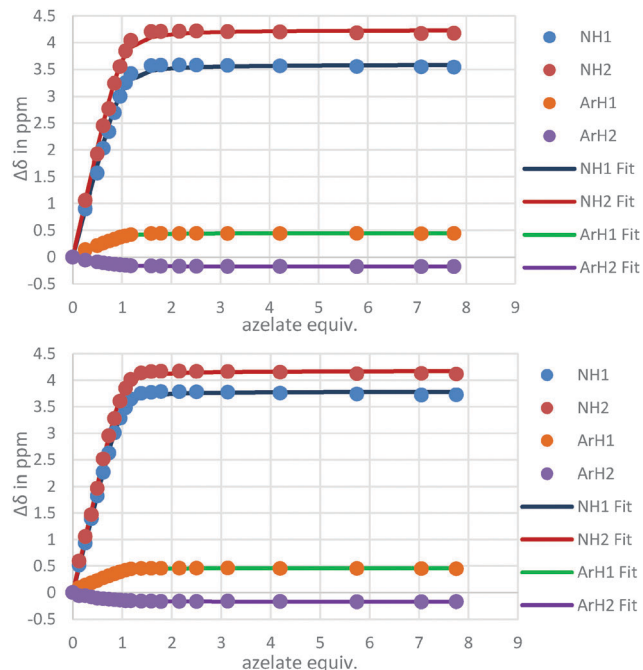 4.5
4
3.5
3
2.5
2
1.5
1
0.5
0
-0.5
Δδ in ppm
0 1 2 3 4 5 6 7 8 9
azelate equiv.
NH1
NH2
ArH1
ArH2
NH1 Fit
NH2 Fit
ArH1 Fit
ArH2 Fit
4.5
4
3.5
3
2.5
2
1.5
1
0.5
0
-0.5
Δδ in ppm
0 1 2 3 4 5 6 7 8 9
azelate equiv.
NH1
NH2
ArH1
ArH2
NH1 Fit
NH2 Fit
ArH1 Fit
ArH2 Fit